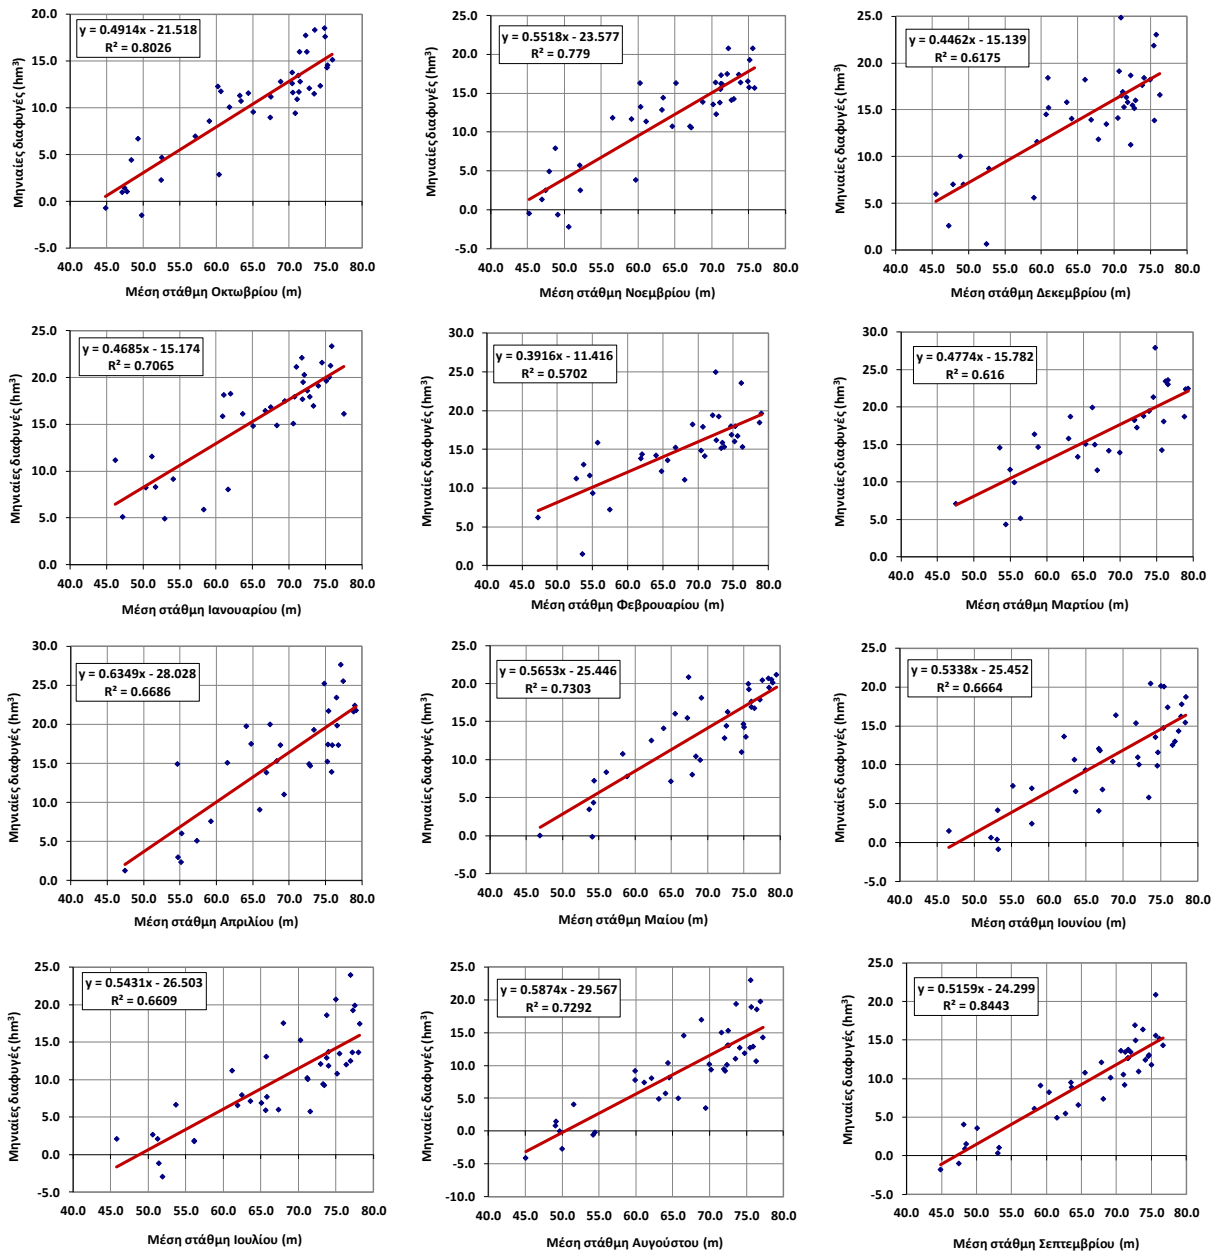 Μηνιαίες διαφυγές (hm³)
y = 0.4914x - 21.518
R² = 0.8026
20.0
15.0
10.0
5.0
0.0
-5.0
40.0 45.0 50.0 55.0 60.0 65.0 70.0 75.0 80.0
Μέση στάθμη Οκτωβρίου (m)
Μηνιαίες διαφυγές (hm³)
y = 0.5518x - 23.577
R² = 0.779
25.0
20.0
15.0
10.0
5.0
0.0
-5.0
40.0 45.0 50.0 55.0 60.0 65.0 70.0 75.0 80.0
Μέση στάθμη Νοεμβρίου (m)
Μηνιαίες διαφυγές (hm³)
y = 0.4462x - 15.139
R² = 0.6175
25.0
20.0
15.0
10.0
5.0
0.0
40.0 45.0 50.0 55.0 60.0 65.0 70.0 75.0 80.0
Μέση στάθμη Δεκεμβρίου (m)
Μηνιαίες διαφυγές (hm³)
y = 0.4685x - 15.174
R² = 0.7065
25.0
20.0
15.0
10.0
5.0
0.0
40.0 45.0 50.0 55.0 60.0 65.0 70.0 75.0 80.0
Μέση στάθμη Ιανουαρίου (m)
Μηνιαίες διαφυγές (hm³)
y = 0.3916x - 11.416
R² = 0.5702
30.0
25.0
20.0
15.0
10.0
5.0
0.0
40.0 45.0 50.0 55.0 60.0 65.0 70.0 75.0 80.0
Μέση στάθμη Φεβρουαρίου (m)
Μηνιαίες διαφυγές (hm³)
y = 0.4774x - 15.782
R² = 0.616
30.0
25.0
20.0
15.0
10.0
5.0
0.0
40.0 45.0 50.0 55.0 60.0 65.0 70.0 75.0 80.0
Μέση στάθμη Μαρτίου (m)
Μηνιαίες διαφυγές (hm³)
y = 0.6349x - 28.028
R² = 0.6686
30.0
25.0
20.0
15.0
10.0
5.0
0.0
40.0 45.0 50.0 55.0 60.0 65.0 70.0 75.0 80.0
Μέση στάθμη Απριλίου (m)
Μηνιαίες διαφυγές (hm³)
y = 0.5653x - 25.446
R² = 0.7303
25.0
20.0
15.0
10.0
5.0
0.0
-5.0
40.0 45.0 50.0 55.0 60.0 65.0 70.0 75.0 80.0
Μέση στάθμη Μαίου (m)
Μηνιαίες διαφυγές (hm³)
y = 0.5338x - 25.452
R² = 0.6664
25.0
20.0
15.0
10.0
5.0
0.0
-5.0
40.0 45.0 50.0 55.0 60.0 65.0 70.0 75.0 80.0
Μέση στάθμη Ιουνίου (m)
Μηνιαίες διαφυγές (hm³)
y = 0.5431x - 26.503
R² = 0.6609
25.0
20.0
15.0
10.0
5.0
0.0
-5.0
40.0 45.0 50.0 55.0 60.0 65.0 70.0 75.0 80.0
Μέση στάθμη Ιουλίου (m)
Μηνιαίες διαφυγές (hm³)
y = 0.5874x - 29.567
R² = 0.7292
25.0
20.0
15.0
10.0
5.0
0.0
-5.0
-10.0
40.0 45.0 50.0 55.0 60.0 65.0 70.0 75.0 80.0
Μέση στάθμη Αυγούστου (m)
Μηνιαίες διαφυγές (hm³)
y = 0.5159x - 24.299
R² = 0.8443
25.0
20.0
15.0
10.0
5.0
0.0
-5.0
40.0 45.0 50.0 55.0 60.0 65.0 70.0 75.0 80.0
Μέση στάθμη Σεπτεμβρίου (m)